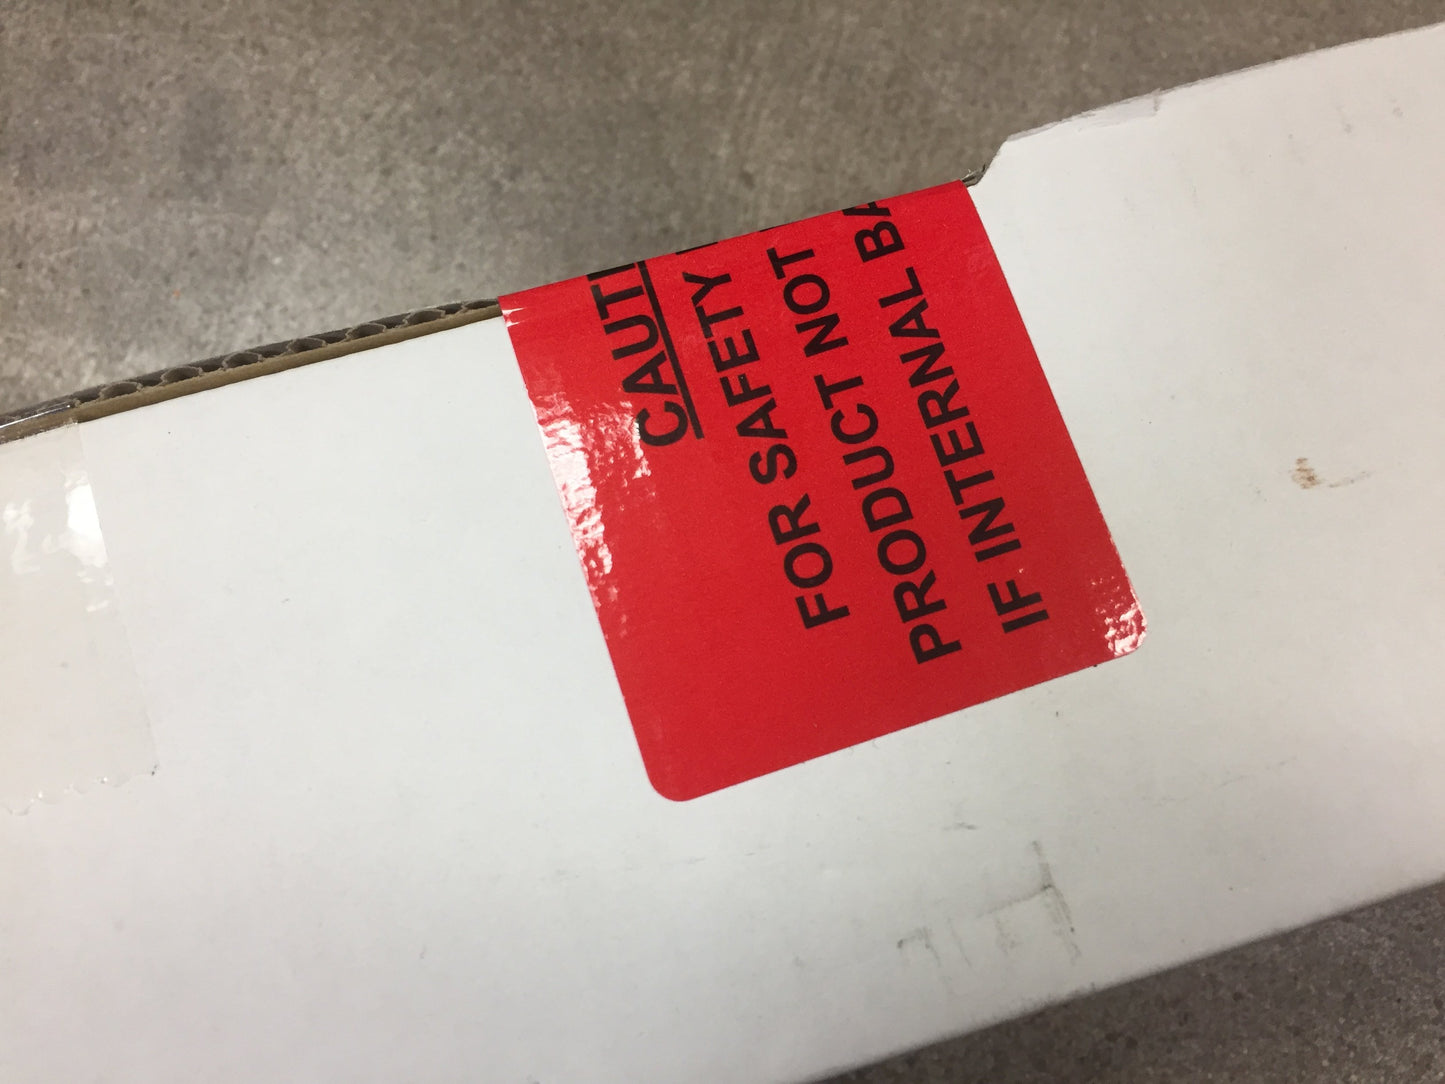 CAUTI
FOR SAFETY
PRODUCT NOT
IF INTERNAL BA